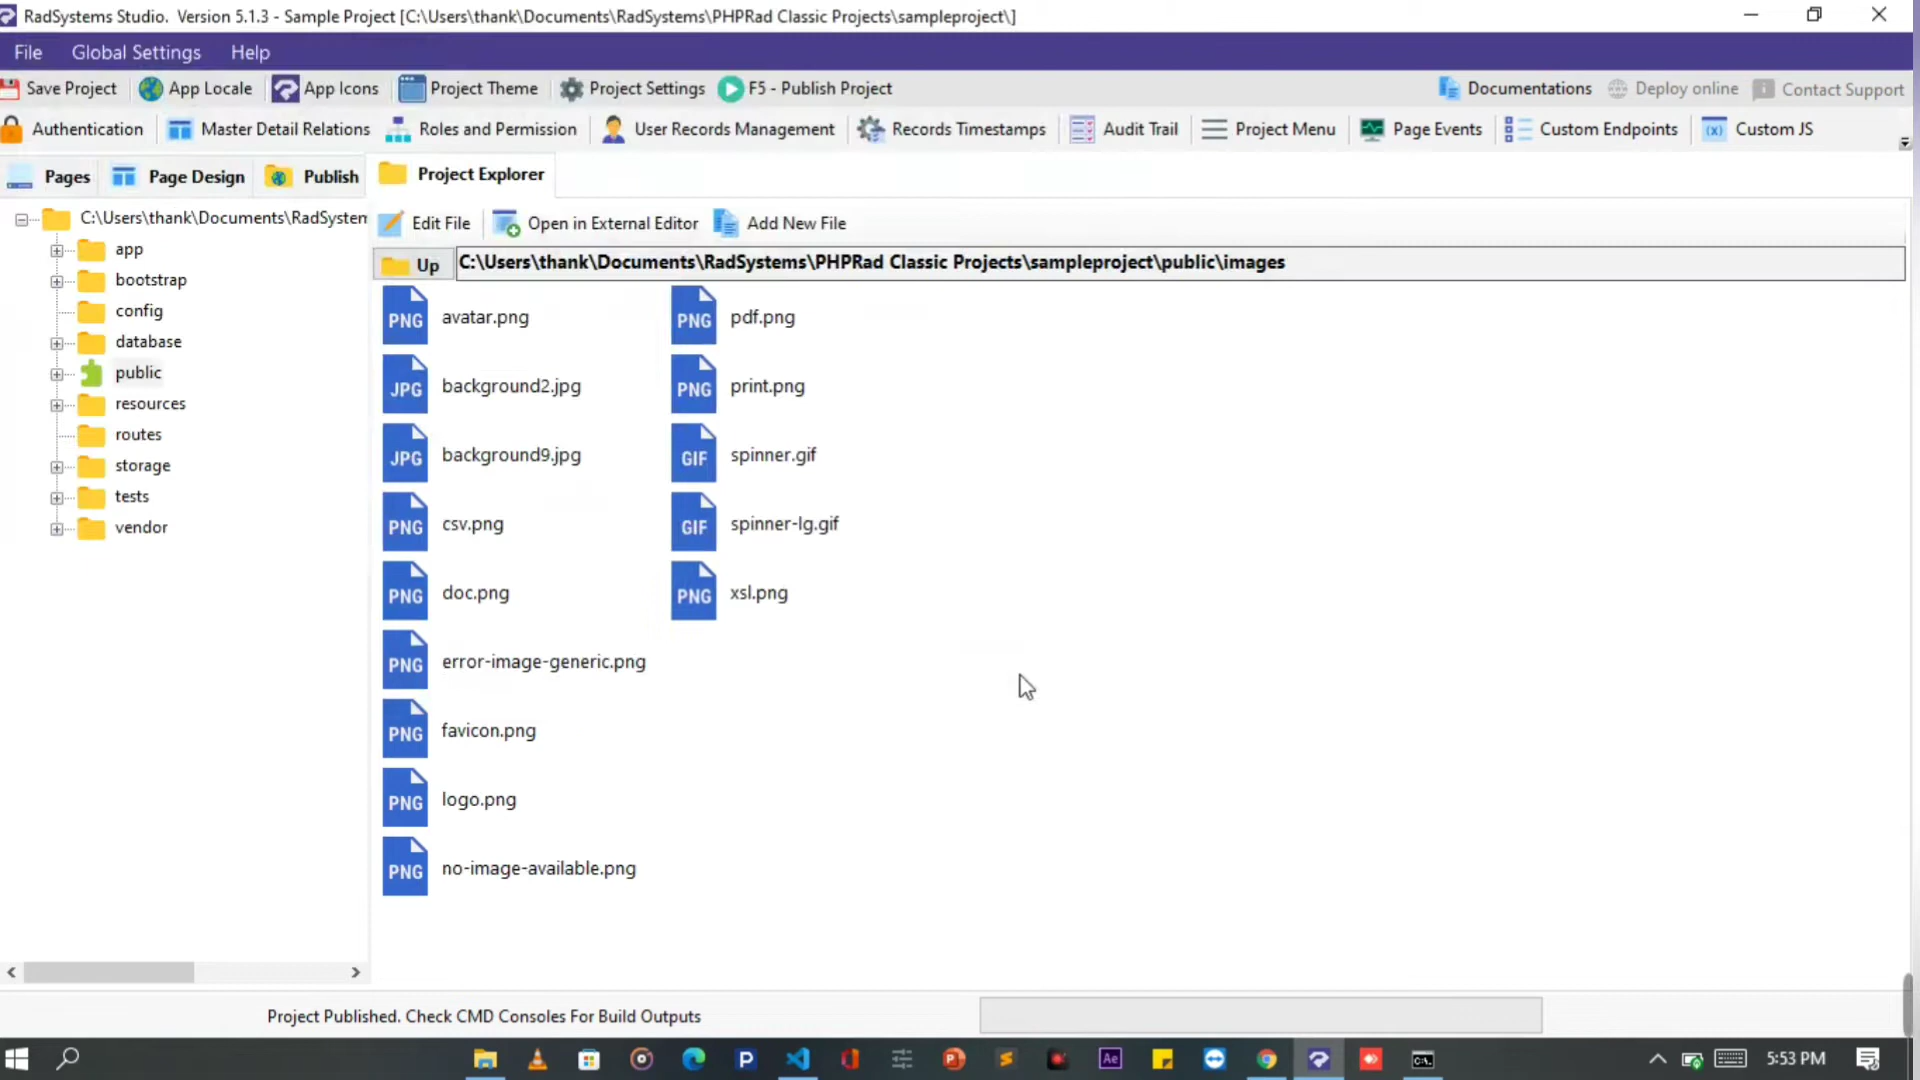 RadSystems Studio. Version 5.1.3 - Sample Project [C:\Users\thank\Documents\RadSystems\PHPRad Classic Projects\sampleproject\]
File Global Settings Help
Save Project App Locale App Icons Project Theme Project Settings F5 - Publish Project Documentations Deploy online Contact Support
Authentication Master Detail Relations Roles and Permission User Records Management Records Timestamps Audit Trail Project Menu Page Events Custom Endpoints Custom JS
Pages Page Design Publish Project Explorer
C:\Users\thank\Documents\RadSystem
app
bootstrap
config
database
public
resources
routes
storage
tests
vendor
Edit File Open in External Editor Add New File
Up C:\Users\thank\Documents\RadSystems\PHPRad Classic Projects\sampleproject\public\images
PNG avatar.png
JPG background2.jpg
JPG background9.jpg
PNG csv.png
PNG doc.png
PNG error-image-generic.png
PNG favicon.png
PNG logo.png
PNG no-image-available.png
PNG pdf.png
PNG print.png
GIF spinner.gif
GIF spinner-lg.gif
PNG xsl.png
Project Published. Check CMD Consoles For Build Outputs
5:53 PM